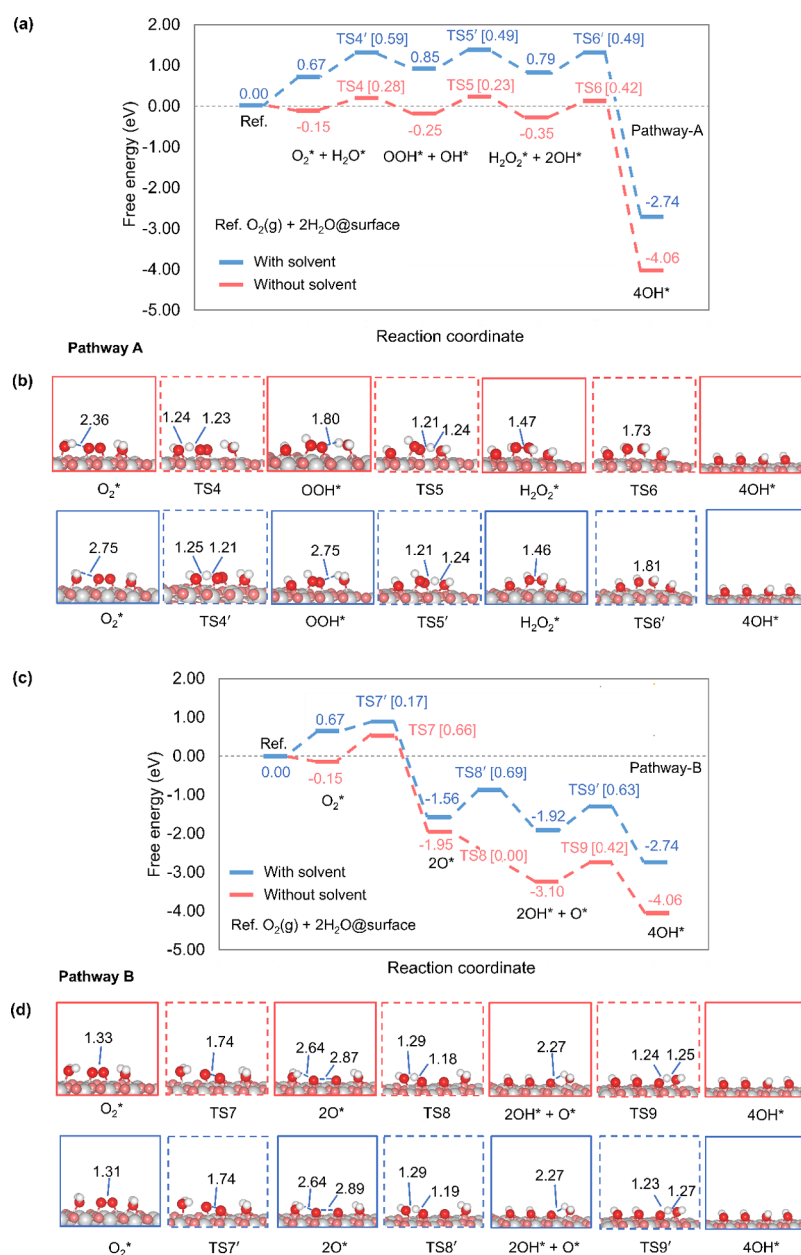 (a)
2.00
1.00
0.00
-1.00
-2.00
-3.00
-4.00
-5.00
Free energy (eV)
TS4′ [0.59]
TS5′ [0.49]
TS6′ [0.49]
0.67
0.85
0.79
0.00
Ref.
TS4 [0.28]
TS5 [0.23]
TS6 [0.42]
-0.15
-0.25
-0.35
Pathway-A
O₂* + H₂O*
OOH* + OH*
H₂O₂* + 2OH*
-2.74
Ref. O₂(g) + 2H₂O@surface
With solvent
Without solvent
-4.06
4OH*
Reaction coordinate
Pathway A
(b)
2.36
1.24 1.23
1.80
1.21 1.24
1.47
1.73
O₂* TS4 OOH* TS5 H₂O₂* TS6 4OH*
2.75
1.25 1.21
2.75
1.21 1.24
1.46
1.81
O₂* TS4′ OOH* TS5′ H₂O₂* TS6′ 4OH*
(c)
2.00
1.00
0.00
-1.00
-2.00
-3.00
-4.00
-5.00
Free energy (eV)
TS7′ [0.17]
0.67
TS7 [0.66]
Ref.
0.00
-0.15
O₂*
Pathway-B
TS8′ [0.69]
TS9′ [0.63]
-1.56
-1.92
-1.95
2O*
TS8 [0.00]
TS9 [0.42]
-2.74
With solvent
Without solvent
-3.10
2OH* + O*
-4.06
Ref. O₂(g) + 2H₂O@surface
4OH*
Reaction coordinate
Pathway B
(d)
1.33
1.74
2.64 2.87
1.29 1.18
2.27
1.24 1.25
O₂* TS7 2O* TS8 2OH* + O* TS9 4OH*
1.31
1.74
2.64 2.89
1.29 1.19
2.27
1.23 1.27
O₂* TS7′ 2O* TS8′ 2OH* + O* TS9′ 4OH*